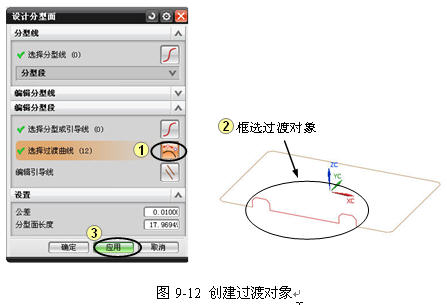 设计分型面
分型线
选择分型线 (0)
分型段
编辑分型线
编辑分型段
选择分型或引导线 (0)
选择过渡曲线 (12)
1
编辑引导线
设置
公差 0.0100
分型面长度 17.9694
3
确定 应用 取消
2 框选过渡对象
ZC
YC
XC
图 9-12 创建过渡对象